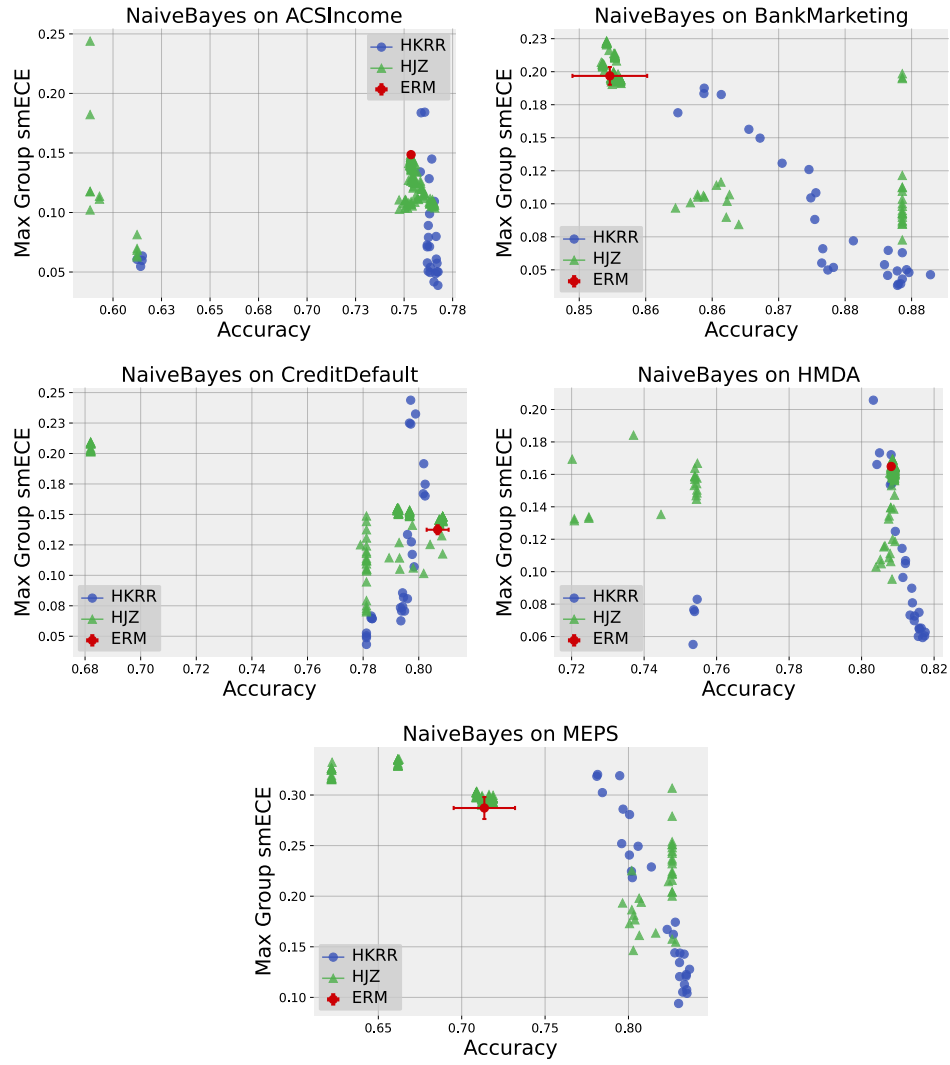 NaiveBayes on ACSIncome
Max Group smECE
0.25
0.20
0.15
0.10
0.05
HKRR
HJZ
ERM
0.60 0.63 0.65 0.68 0.70 0.73 0.75 0.78
Accuracy
NaiveBayes on BankMarketing
Max Group smECE
0.23
0.20
0.18
0.15
0.12
0.10
0.08
0.05
HKRR
HJZ
ERM
0.85 0.86 0.86 0.87 0.88 0.88
Accuracy
NaiveBayes on CreditDefault
Max Group smECE
0.25
0.23
0.20
0.17
0.15
0.12
0.10
0.08
0.05
HKRR
HJZ
ERM
0.68 0.70 0.72 0.74 0.76 0.78 0.80
Accuracy
NaiveBayes on HMDA
Max Group smECE
0.20
0.18
0.16
0.14
0.12
0.10
0.08
0.06
HKRR
HJZ
ERM
0.72 0.74 0.76 0.78 0.80 0.82
Accuracy
NaiveBayes on MEPS
Max Group smECE
0.30
0.25
0.20
0.15
0.10
HKRR
HJZ
ERM
0.65 0.70 0.75 0.80
Accuracy